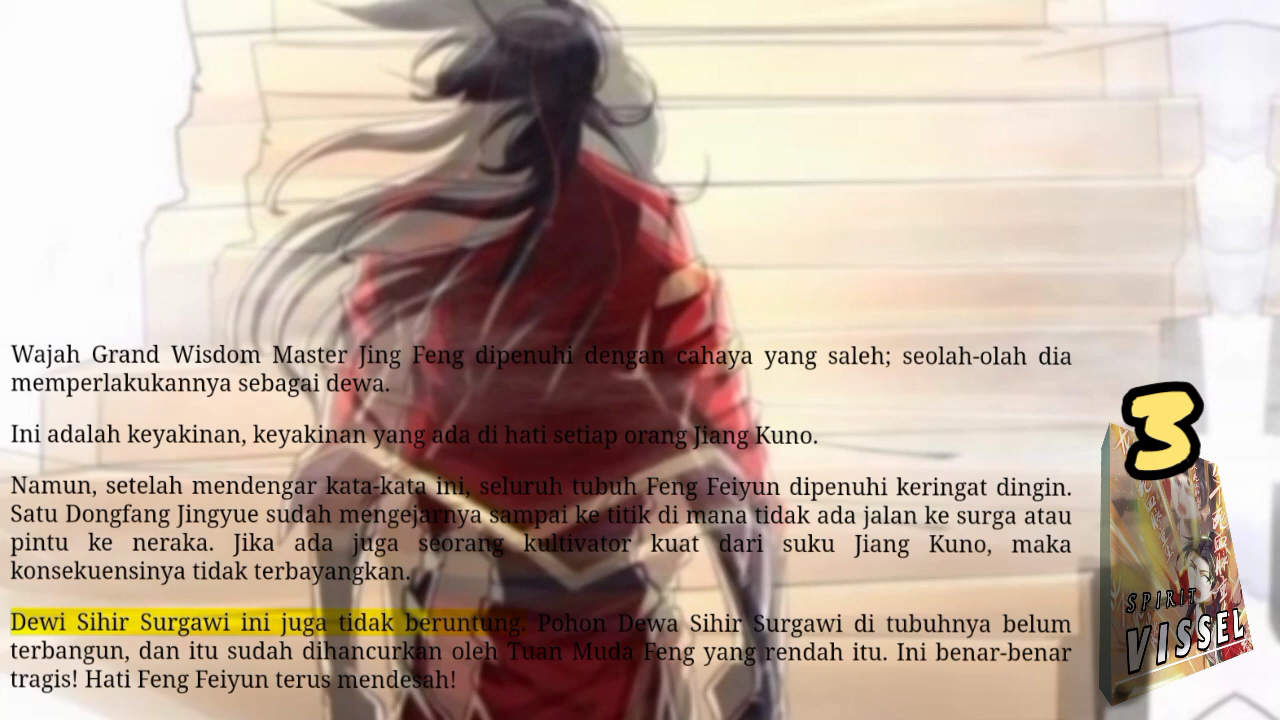 Wajah Grand Wisdom Master Jing Feng dipenuhi dengan cahaya yang saleh; seolah-olah dia
memperlakukannya sebagai dewa.
Ini adalah keyakinan, keyakinan yang ada di hati setiap orang Jiang Kuno.
Namun, setelah mendengar kata-kata ini, seluruh tubuh Feng Feiyun dipenuhi keringat dingin.
Satu Dongfang Jingyue sudah mengejarnya sampai ke titik di mana tidak ada jalan ke surga atau
pintu ke neraka. Jika ada juga seorang kultivator kuat dari suku Jiang Kuno, maka
konsekuensinya tidak terbayangkan.
Dewi Sihir Surgawi ini juga tidak beruntung. Pohon Dewa Sihir Surgawi di tubuhnya belum
terbangun, dan itu sudah dihancurkan oleh Tuan Muda Feng yang rendah itu. Ini benar-benar
tragis! Hati Feng Feiyun terus mendesah!
3
SPIRIT
VISSEL